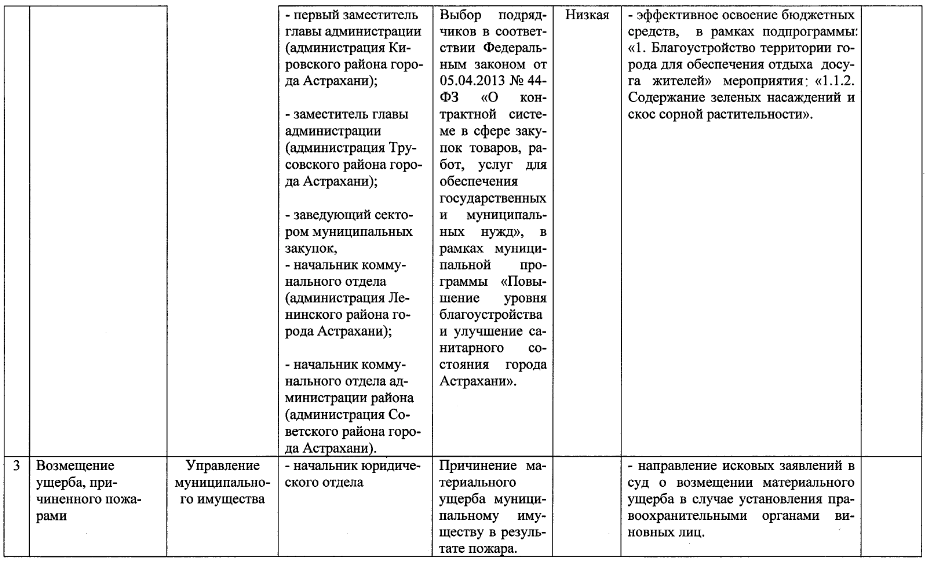 - первый заместитель
главы администрации
(администрация Ки-
ровского района горо-
да Астрахани);
- заместитель главы
администрации
(администрация Тру-
совского района горо-
да Астрахани);
- заведующий секто-
ром муниципальных
закупок,
- начальник комму-
нального отдела
(администрация Ле-
нинского района го-
рода Астрахани);
- начальник комму-
нального отдела ад-
министрации района
(администрация Со-
ветского района горо-
да Астрахани).
Выбор подряд-
чиков в соответ-
ствии Федераль-
ным законом от
05.04.2013 № 44-
ФЗ «О кон-
трактной систе-
ме в сфере заку-
пок товаров, ра-
бот, услуг для
обеспечения
государственных
и муниципаль-
ных нужд», в
рамках муници-
пальной про-
граммы «Повы-
шение уровня
благоустройства
и улучшение са-
нитарного со-
стояния города
Астрахани».
Низкая
- эффективное освоение бюджетных
средств, в рамках подпрограммы:
«1. Благоустройство территории го-
рода для обеспечения отдыха досу-
га жителей» мероприятия: «1.1.2.
Содержание зеленых насаждений и
скос сорной растительности».
3
Возмещение
ущерба, при-
чиненного пожа-
рами
Управление
муниципально-
го имущества
- начальник юридиче-
ского отдела
Причинение ма-
териального
ущерба муници-
пальному иму-
ществу в резуль-
тате пожара.
- направление исковых заявлений в
суд о возмещении материального
ущерба в случае установления пра-
воохранительными органами ви-
новных лиц.